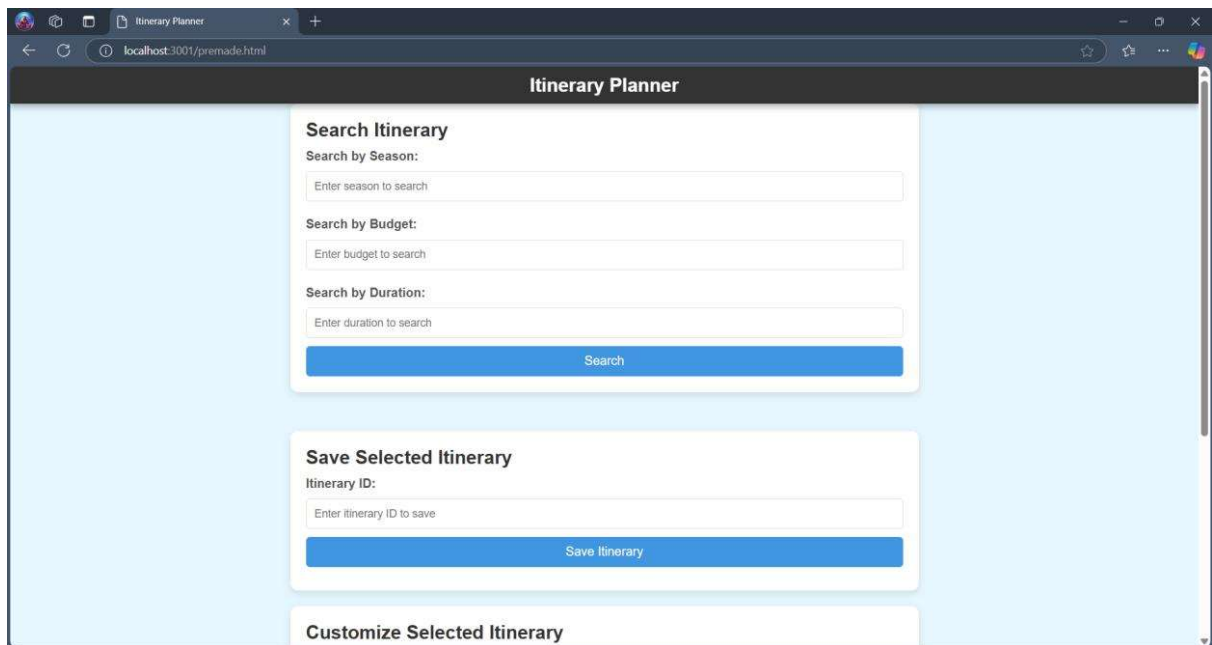 Itinerary Planner
localhost:3001/premade.html
Itinerary Planner
Search Itinerary
Search by Season:
Enter season to search
Search by Budget:
Enter budget to search
Search by Duration:
Enter duration to search
Search
Save Selected Itinerary
Itinerary ID:
Enter itinerary ID to save
Save Itinerary
Customize Selected Itinerary